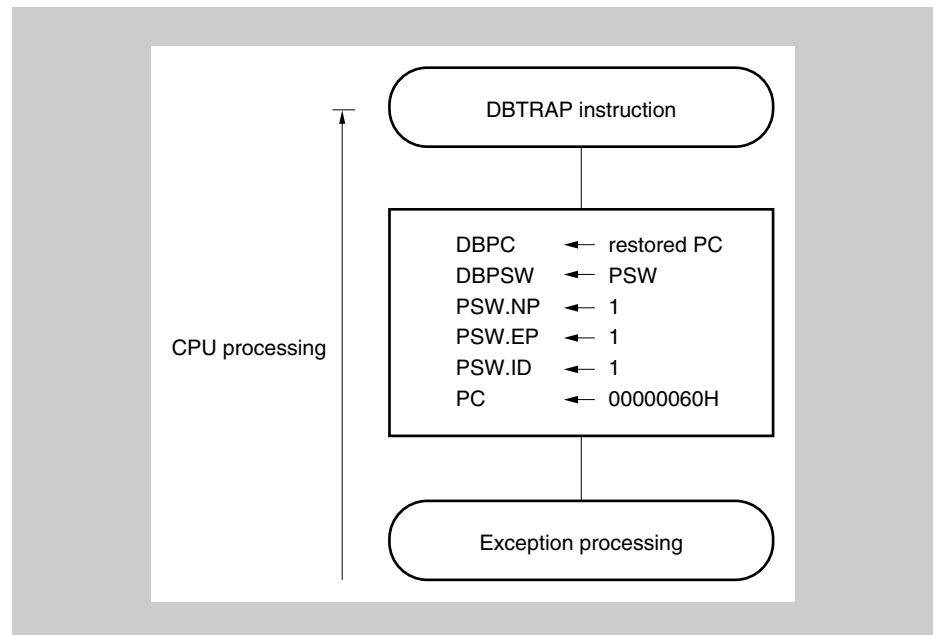 DBTRAP instruction
DBPC ← restored PC
DBPSW ← PSW
PSW.NP ← 1
PSW.EP ← 1
CPU processing
PSW.ID ← 1
PC ← 00000060H
Exception processing